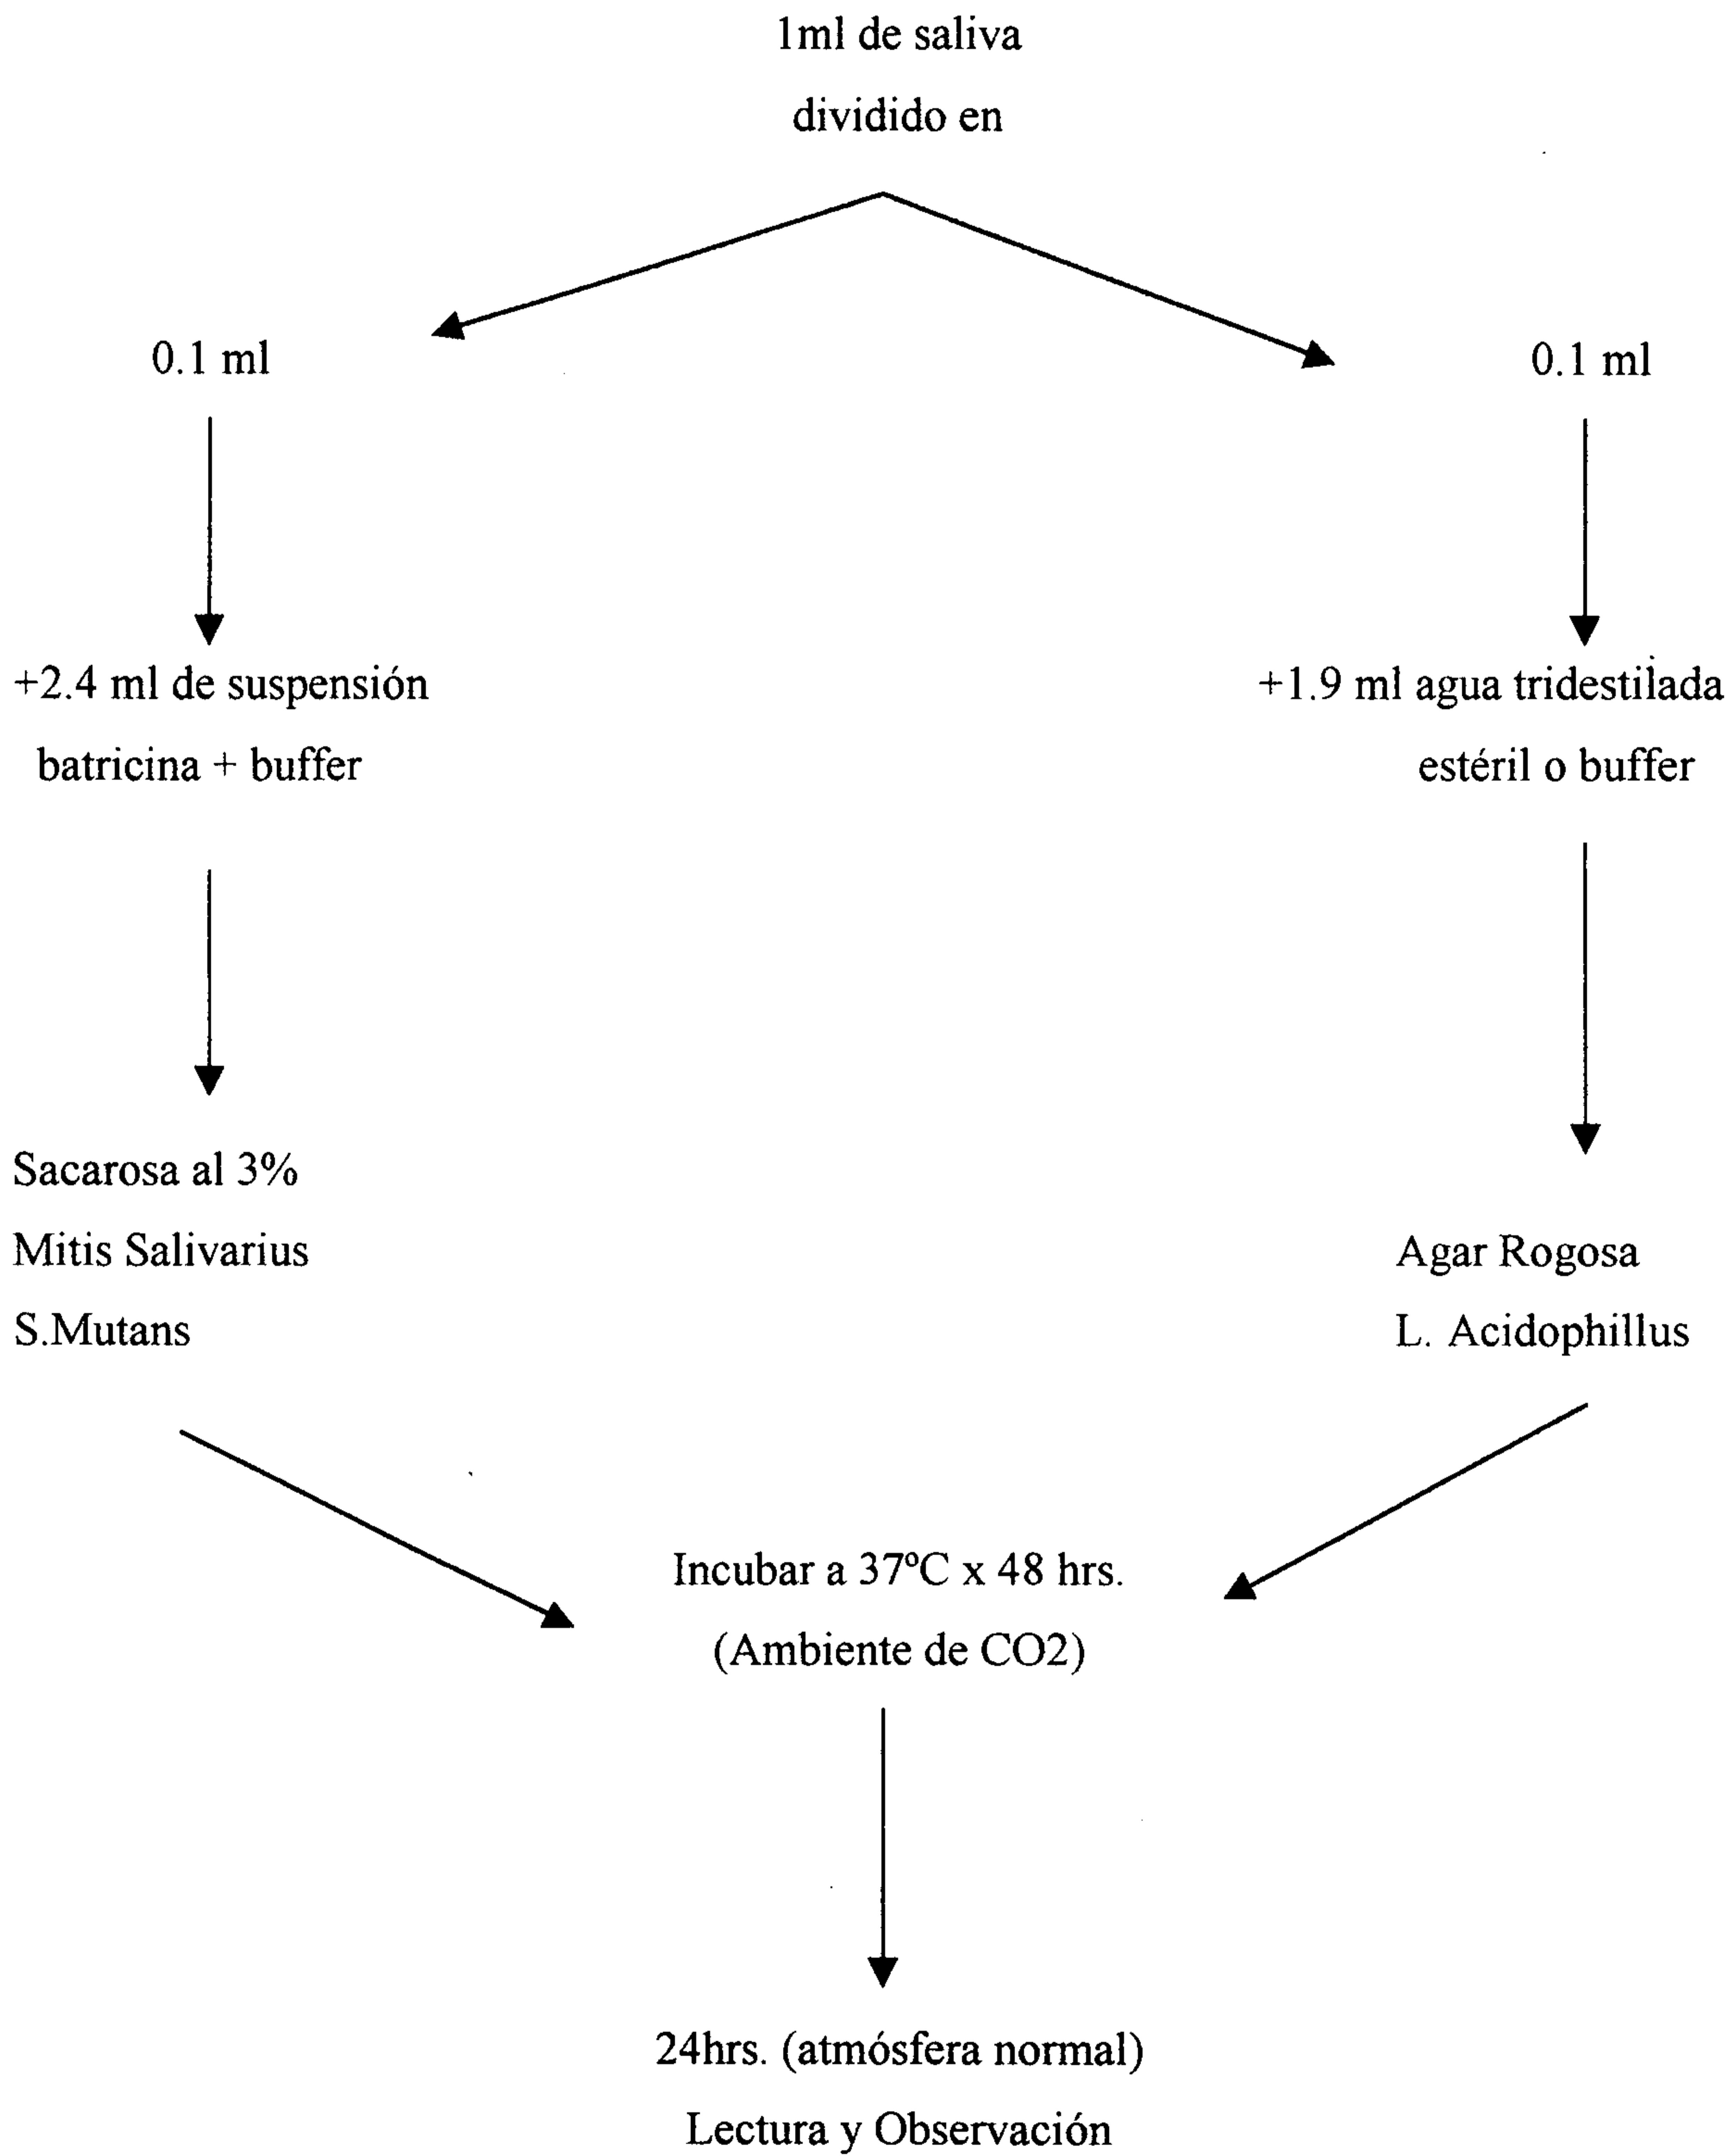 1ml de saliva
dividido en
0.1 ml
0.1 ml
+2.4 ml de suspensión
batricina + buffer
+1.9 ml agua tridestilada
estéril o buffer
Sacarosa al 3%
Mitis Salivarius
S.Mutans
Agar Rogosa
L. Acidophillus
Incubar a 37ºC x 48 hrs.
(Ambiente de CO2)
24hrs. (atmósfera normal)
Lectura y Observación